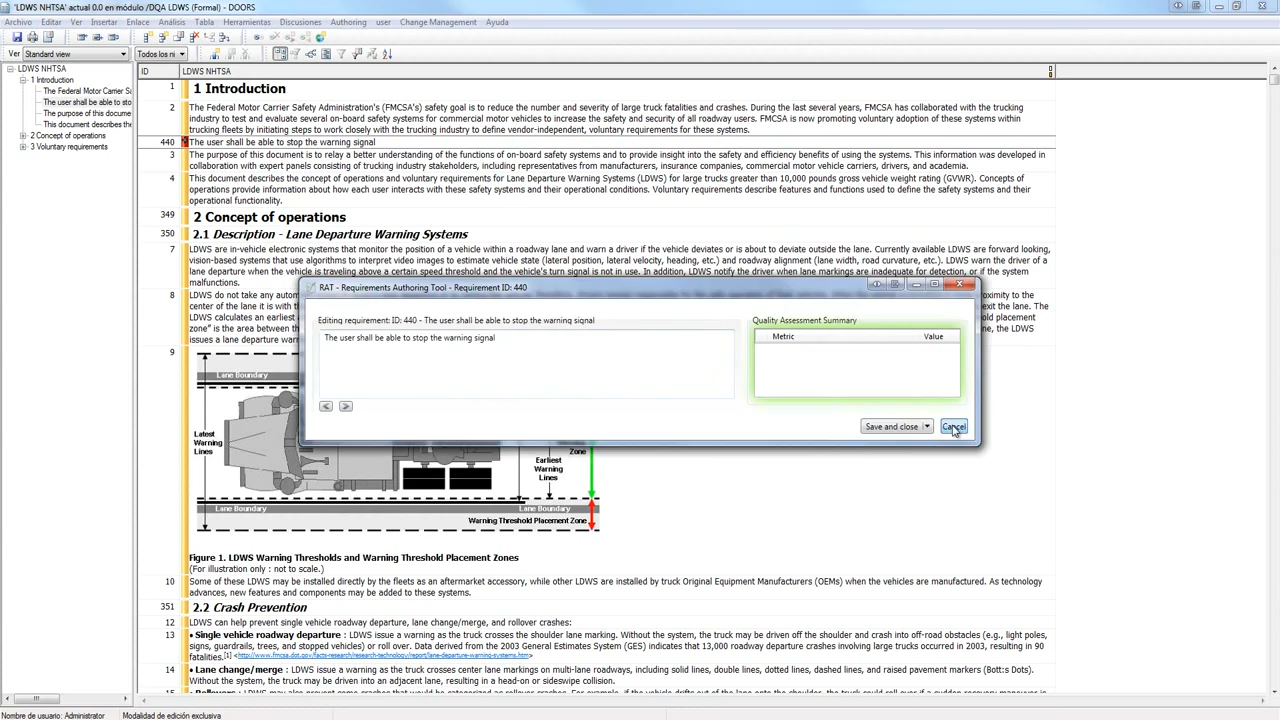 'LDWS NHTSA' actual 0.0 en módulo /DQA LDWS (Formal) - DOORS
Archivo Editar Ver Insertar Enlace Análisis Tabla Herramientas Discusiones Authoring user Change Management Ayuda
Ver Standard view Todos los ni
LDWS NHTSA
1 Introduction
The Federal Motor Carrier Sa
The user shall be able to sto
The purpose of this docume
This document describes the
2 Concept of operations
3 Voluntary requirements
ID LDWS NHTSA
1 1 Introduction
2 The Federal Motor Carrier Safety Administration's (FMCSA's) safety goal is to reduce the number and severity of large truck fatalities and crashes. During the last several years, FMCSA has collaborated with the trucking
industry to test and evaluate several on-board safety systems for commercial motor vehicles to increase the safety and security of all roadway users. FMCSA is now promoting voluntary adoption of these systems within
trucking fleets by initiating steps to work closely with the trucking industry to define vendor-independent, voluntary requirements for these systems.
440 The user shall be able to stop the warning signal
3 The purpose of this document is to relay a better understanding of the functions of on-board safety systems and to provide insight into the safety and efficiency benefits of using the systems. This information was developed in
collaboration with expert panels consisting of trucking industry stakeholders, including representatives from manufacturers, insurance companies, commercial motor vehicle carriers, drivers, and academia.
4 This document describes the concept of operations and voluntary requirements for Lane Departure Warning Systems (LDWS) for large trucks greater than 10,000 pounds gross vehicle weight rating (GVWR). Concepts of
operations provide information about how each user interacts with these safety systems and their operational conditions. Voluntary requirements describe features and functions used to define the safety systems and their
operational functionality.
349 2 Concept of operations
350 2.1 Description - Lane Departure Warning Systems
7 LDWS are in-vehicle electronic systems that monitor the position of a vehicle within a roadway lane and warn a driver if the vehicle deviates or is about to deviate outside the lane. Currently available LDWS are forward looking,
vision-based systems that use algorithms to interpret video images to estimate vehicle state (lateral position, lateral velocity, heading, etc.) and roadway alignment (lane width, road curvature, etc.). LDWS warn the driver of a
lane departure when the vehicle is traveling above a certain speed threshold and the vehicle's turn signal is not in use. In addition, LDWS notify the driver when lane markings are inadequate for detection, or if the system
malfunctions.
8 LDWS do not take any autom
center of the lane it is with th
LDWS calculates an earliest
zone" is the area between th
issues a lane departure warn
oximity to the
ext lane. The
hold placement
ne, the LDWS
RAT - Requirements Authoring Tool - Requirement ID: 440
Editing requirement: ID: 440 - The user shall be able to stop the warning signal
The user shall be able to stop the warning signal
Quality Assessment Summary
Metric Value
Save and close Cancel
9
Lane Boundary
Latest
Warning
Lines
Zone
Earliest
Warning
Lines
Lane Boundary Lane Boundary
Warning Threshold Placement Zone
Figure 1. LDWS Warning Thresholds and Warning Threshold Placement Zones
(For illustration only : not to scale.)
10 Some of these LDWS may be installed directly by the fleets as an aftermarket accessory, while other LDWS are installed by truck Original Equipment Manufacturers (OEMs) when the vehicles are manufactured. As technology
advances, new features and components may be added to these systems.
351 2.2 Crash Prevention
12 LDWS can help prevent single vehicle roadway departure, lane change/merge, and rollover crashes:
13 • Single vehicle roadway departure : LDWS issue a warning as the truck crosses the shoulder lane marking. Without the system, the truck may be driven off the shoulder and crash into off-road obstacles (e.g., light poles,
signs, guardrails, trees, and stopped vehicles) or roll over. Data derived from the 2003 General Estimates System (GES) indicates that 13,000 roadway departure crashes involving large trucks occurred in 2003, resulting in 90
fatalities.[1] <http://www.fmcsa.dot.gov/facts-research/research-technology/report/lane-departure-warning-systems.htm>
14 • Lane change/merge : LDWS issue a warning as the truck crosses center lane markings on multi-lane roadways, including solid lines, double lines, dotted lines, dashed lines, and raised pavement markers (Bott:s Dots).
Without the system, the truck may be driven into an adjacent lane, resulting in a head-on or sideswipe collision.
Nombre de usuario: Administrator Modalidad de edición exclusiva